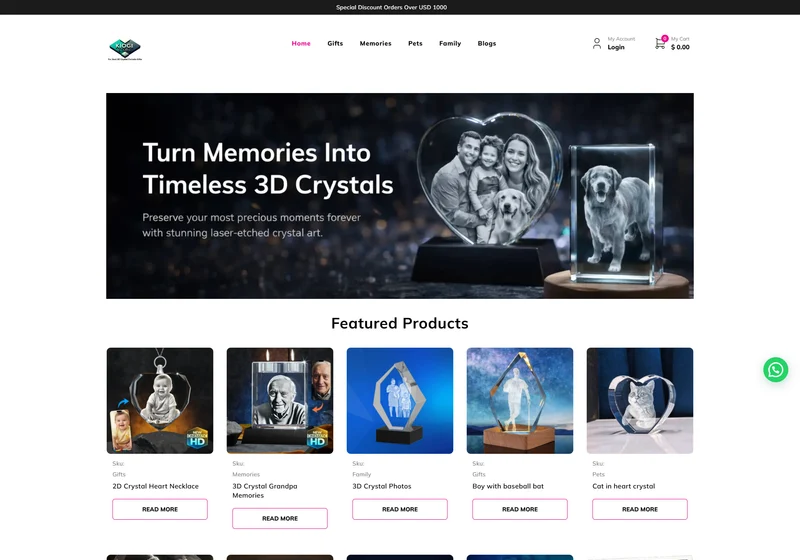 Special Discount Orders Over USD 1000
KIOGI
Home
Gifts
Memories
Pets
Family
Blogs
My Account
Login
0
My Cart
$ 0.00
Turn Memories Into
Timeless 3D Crystals
Preserve your most precious moments forever
with stunning laser-etched crystal art.
Featured Products
HD
HD
Sku:
Gifts
2D Crystal Heart Necklace
READ MORE
Sku:
Memories
3D Crystal Grandpa
Memories
READ MORE
Sku:
Family
3D Crystal Photos
READ MORE
Sku:
Gifts
Boy with baseball bat
READ MORE
Sku:
Pets
Cat in heart crystal
READ MORE